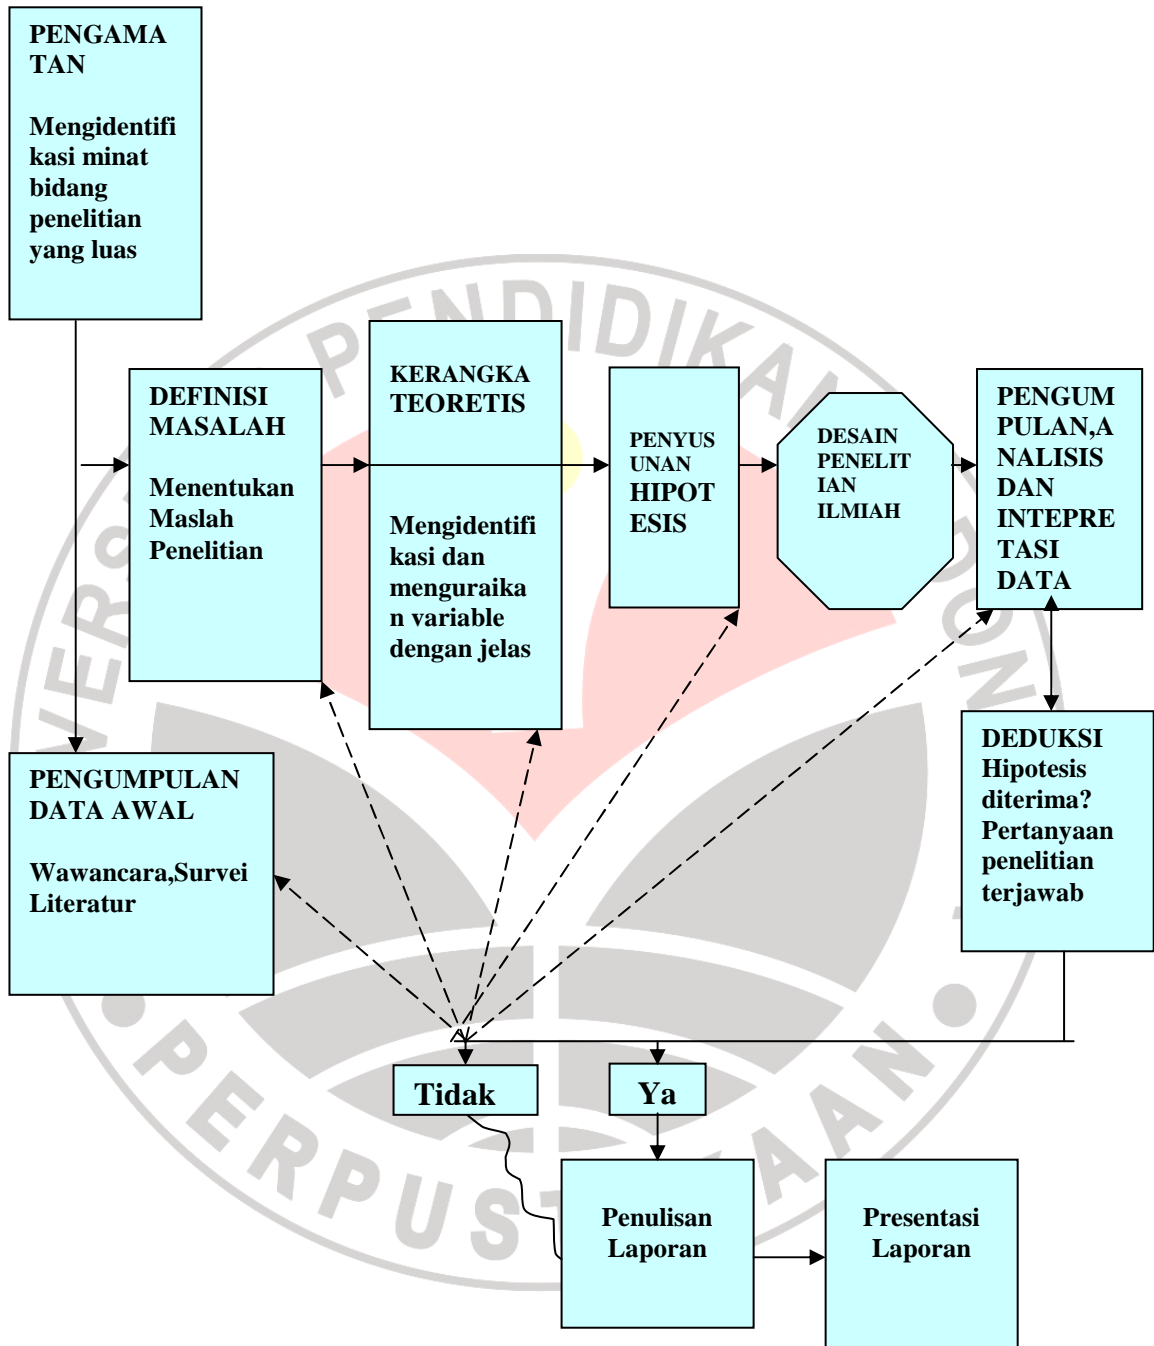 PENGAMA
TAN
Mengidentifi
kasi minat
bidang
penelitian
yang luas
DEFINISI
MASALAH
Menentukan
Maslah
Penelitian
KERANGKA
TEORETIS
Mengidentifi
kasi dan
menguraika
n variable
dengan jelas
PENYUS
UNAN
HIPOT
ESIS
DESAIN
PENELIT
IAN
ILMIAH
PENGUM
PULAN,A
NALISIS
DAN
INTEPRE
TASI
DATA
PENGUMPULAN
DATA AWAL
Wawancara,Survei
Literatur
DEDUKSI
Hipotesis
diterima?
Pertanyaan
penelitian
terjawab
Tidak
Ya
Penulisan
Laporan
Presentasi
Laporan